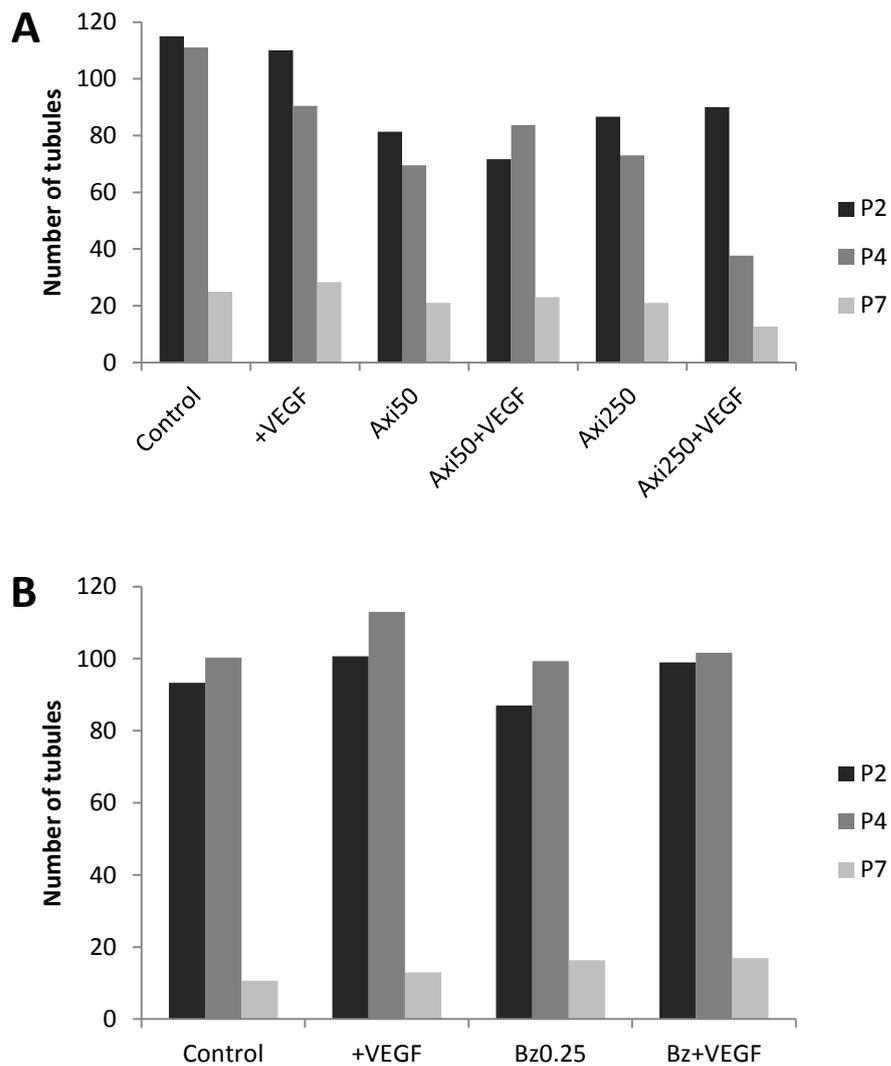 A
Number of tubules
120
100
80
60
40
20
0
Control
+VEGF
Axi50
Axi50+VEGF
Axi250
Axi250+VEGF
P2
P4
P7
B
Number of tubules
120
100
80
60
40
20
0
Control
+VEGF
Bz0.25
Bz+VEGF
P2
P4
P7